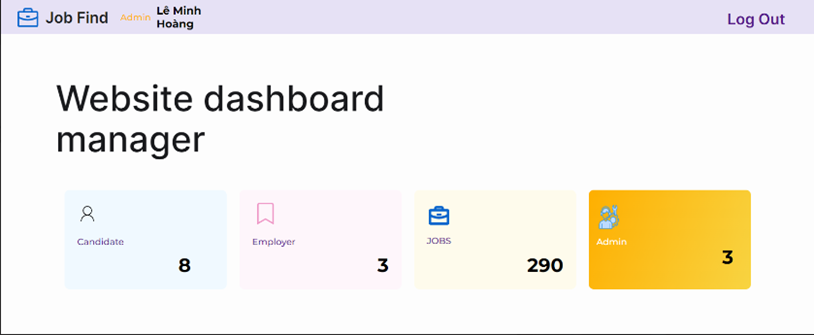 Job Find
Admin
Lê Minh
Hoàng
Log Out
Website dashboard
manager
Candidate
8
Employer
3
JOBS
290
Admin
3